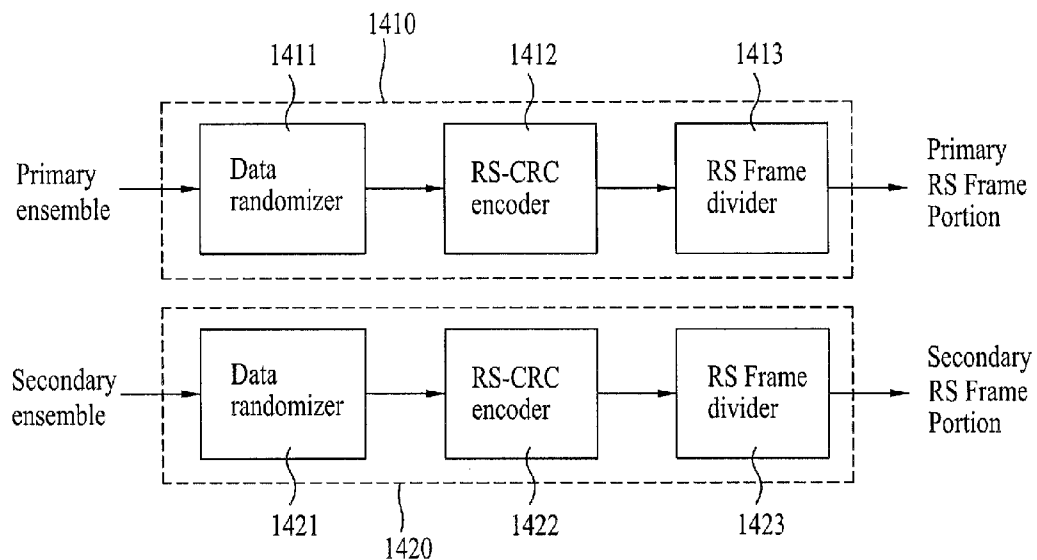 1410
1411
1412
1413
Primary
ensemble
Data
randomizer
RS-CRC
encoder
RS Frame
divider
Primary
RS Frame
Portion
Secondary
ensemble
Data
randomizer
RS-CRC
encoder
RS Frame
divider
Secondary
RS Frame
Portion
1421
1422
1423
1420